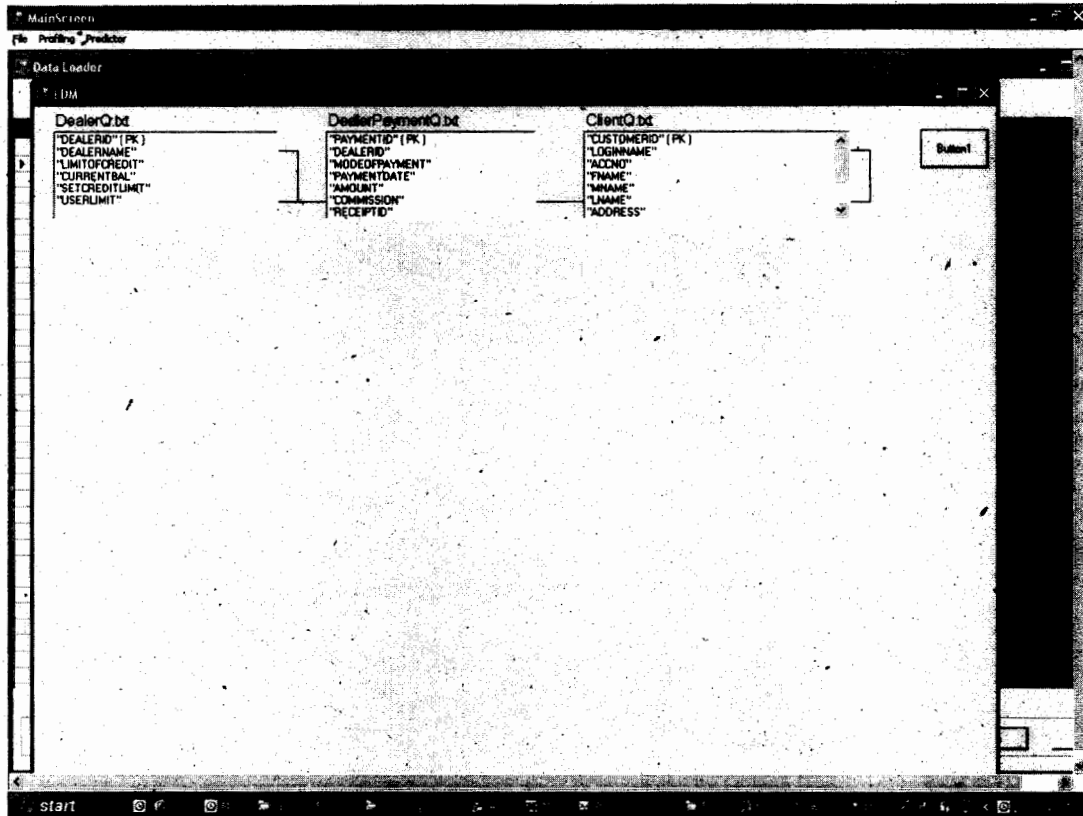 MainScreen
File Profiling Predictor
Data Loader
DealerQ.txt
"DEALERID" (PK)
"DEALERNAME"
"LIMITOFCREDIT"
"CURRENTBAL"
"SETCREDITLIMIT"
"USERLIMIT"
DealerPaymentQ.txt
"PAYMENTID" (PK)
"DEALERID"
"MODEOFPAYMENT"
"PAYMENTDATE"
"AMOUNT"
"COMMISSION"
"RECEIPTID"
ClientQ.txt
"CUSTOMERID" (PK)
"LOGINNAME"
"ACCNO"
"FNAME"
"MNAME"
"LNAME"
"ADDRESS"
Button1
start